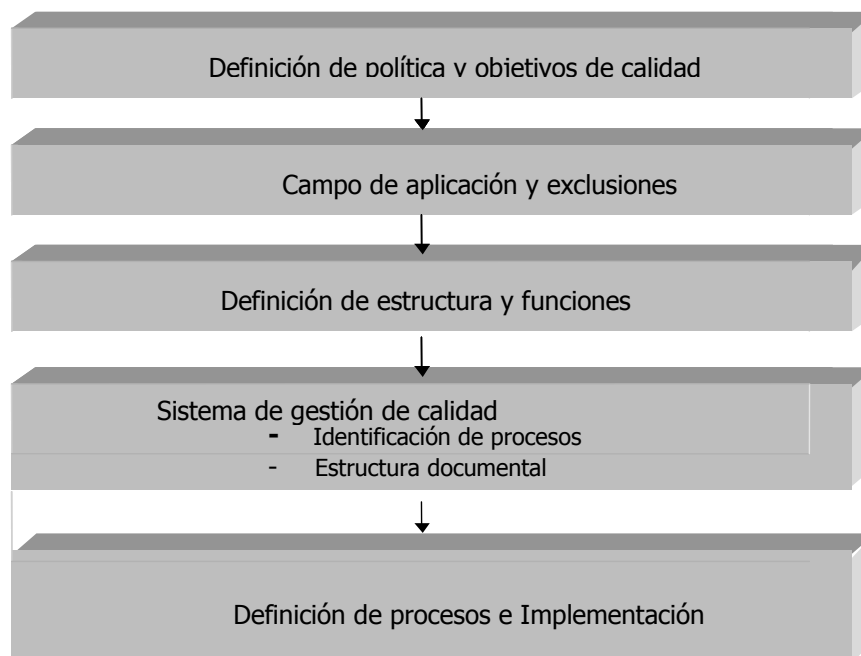 Definición de política y objetivos de calidad
Campo de aplicación y exclusiones
Definición de estructura y funciones
Sistema de gestión de calidad
- Identificación de procesos
- Estructura documental
Definición de procesos e Implementación